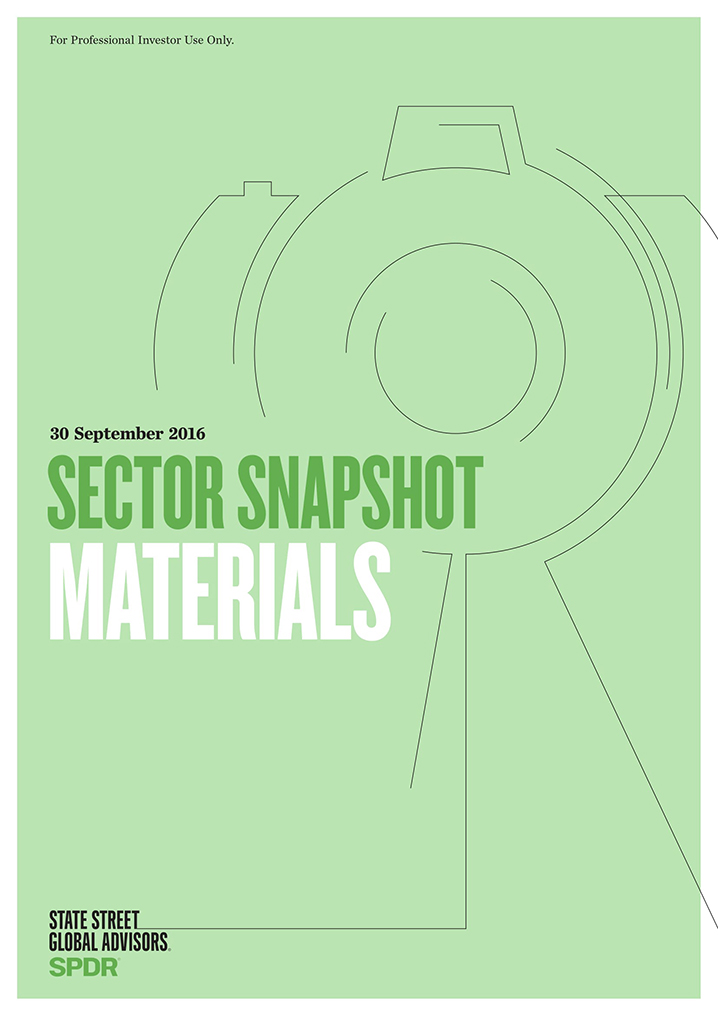 For Professional Investor Use Only.
30 September 2016
SECTOR SNAPSHOT
MATERIALS
STATE STREET
GLOBAL ADVISORS®
SPDR®